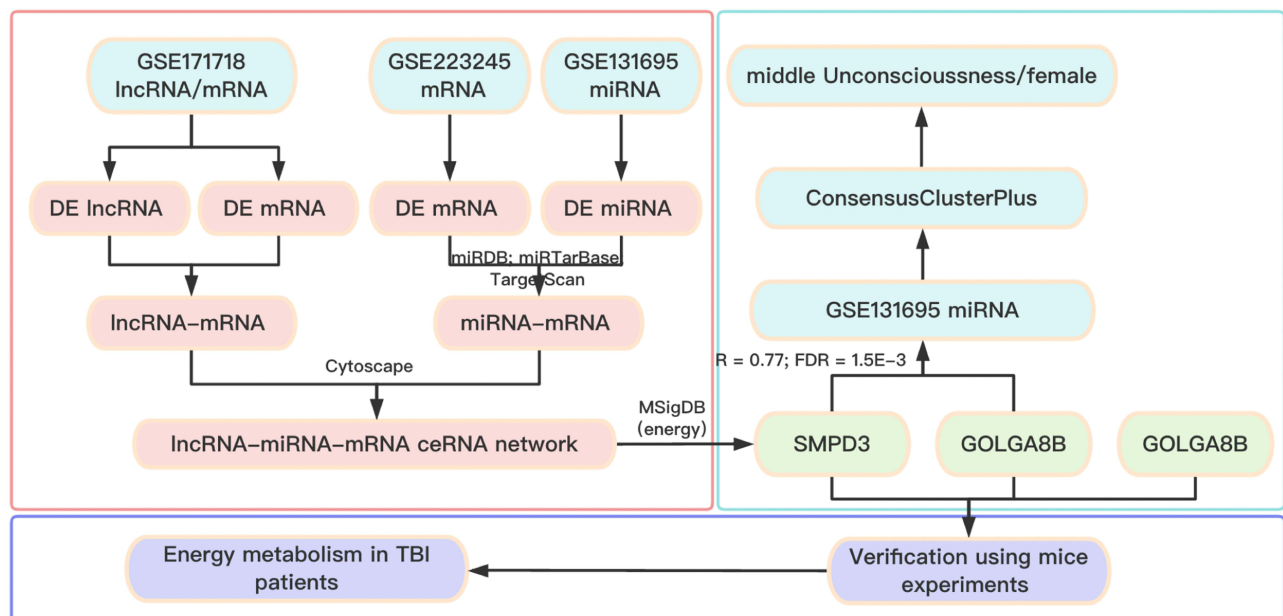 GSE171718
lncRNA/mRNA
GSE223245
mRNA
GSE131695
miRNA
DE lncRNA
DE mRNA
DE mRNA
DE miRNA
miRDB; miRTarBase;
TargetScan
lncRNA–mRNA
miRNA–mRNA
Cytoscape
lncRNA–miRNA–mRNA ceRNA network
MSigDB
(energy)
middle Unconscioussness/female
ConsensusClusterPlus
GSE131695 miRNA
R = 0.77; FDR = 1.5E–3
SMPD3
GOLGA8B
GOLGA8B
Energy metabolism in TBI
patients
Verification using mice
experiments